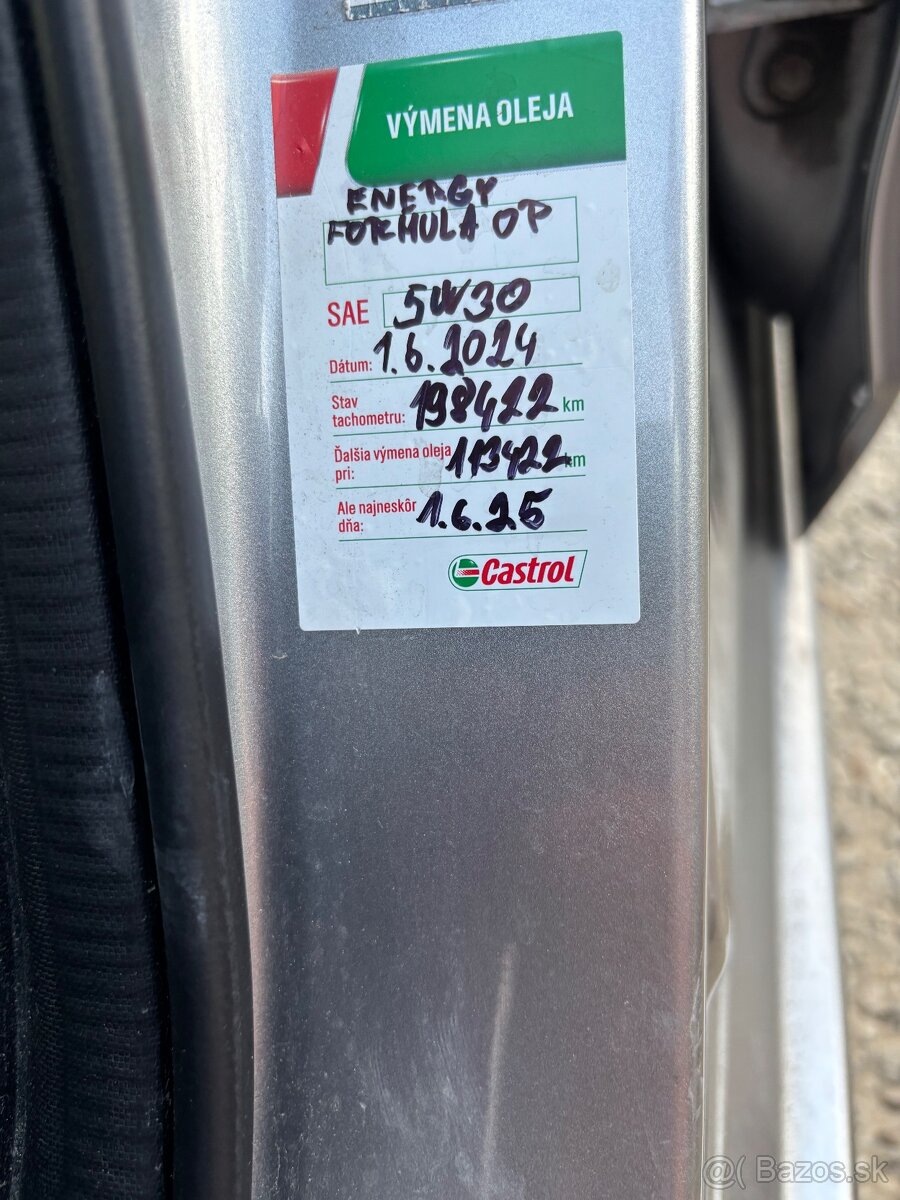 VÝMENA OLEJA
ENERGY
FORMULA OP
SAE 5W30
Dátum: 1.6.2024
Stav
tachometru: 198422 km
Ďalšia výmena oleja
pri: 113422 km
Ale najneskôr
dňa: 1.6.25
Castrol
@( Bazos.sk